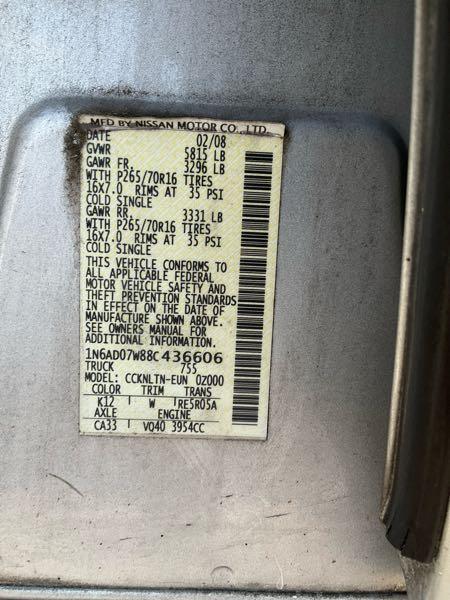 MFD BY NISSAN MOTOR CO., LTD.
DATE 02/08
GVWR 5815 LB
GAWR FR. 3296 LB
WITH P265/70R16 TIRES
16X7.0 RIMS AT 35 PSI
COLD SINGLE
GAWR RR. 3331 LB
WITH P265/70R16 TIRES
16X7.0 RIMS AT 35 PSI
COLD SINGLE
THIS VEHICLE CONFORMS TO
ALL APPLICABLE FEDERAL
MOTOR VEHICLE SAFETY AND
THEFT PREVENTION STANDARDS
IN EFFECT ON THE DATE OF
MANUFACTURE SHOWN ABOVE.
SEE OWNERS MANUAL FOR
ADDITIONAL INFORMATION.
1N6AD07W88C436606
TRUCK 755
MODEL: CCKNLTN-EUN 0Z000
COLOR TRIM TRANS
K12 W RE5R05A
AXLE ENGINE
CA33 VQ40 3954CC